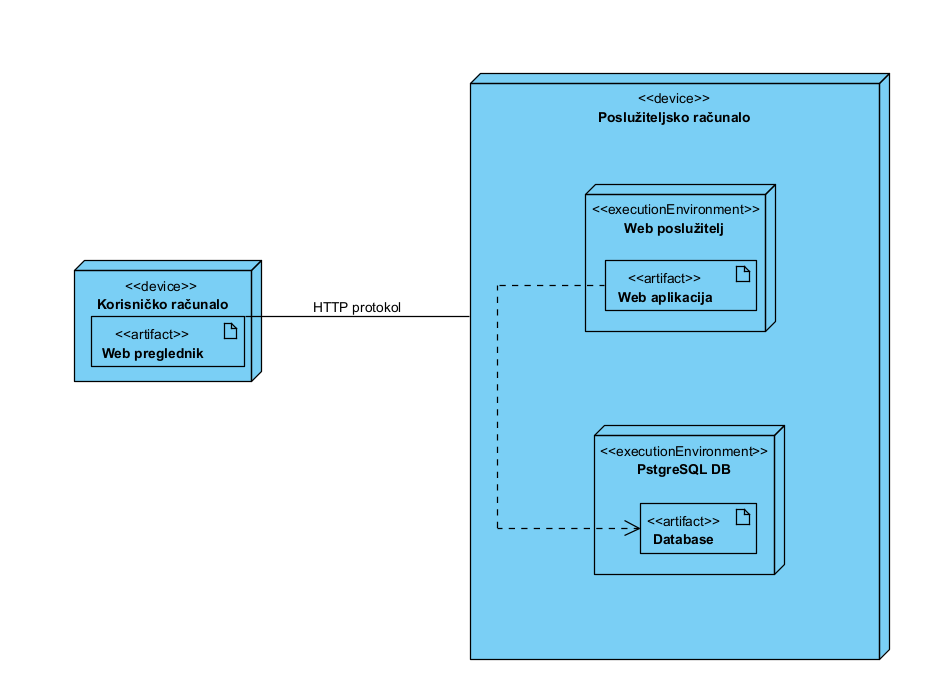 <<device>>
Poslužiteljsko računalo
<<executionEnvironment>>
Web poslužitelj
<<artifact>>
Web aplikacija
<<device>>
Korisničko računalo
<<artifact>>
Web preglednik
HTTP protokol
<<executionEnvironment>>
PstgreSQL DB
<<artifact>>
Database